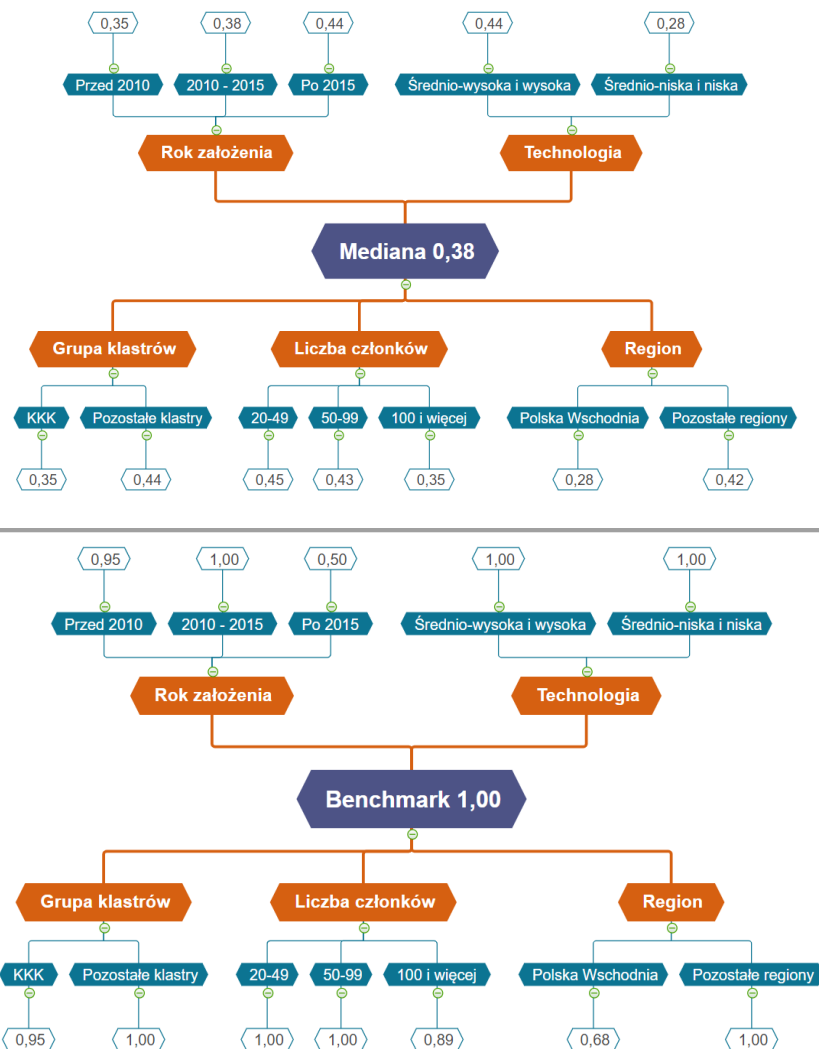 0,35 0,38 0,44 0,44 0,28
Przed 2010 2010 - 2015 Po 2015 Średnio-wysoka i wysoka Średnio-niska i niska
Rok założenia Technologia
Mediana 0,38
Grupa klastrów Liczba członków Region
KKK Pozostałe klastry 20-49 50-99 100 i więcej Polska Wschodnia Pozostałe regiony
0,35 0,44 0,45 0,43 0,35 0,28 0,42
0,95 1,00 0,50 1,00 1,00
Przed 2010 2010 - 2015 Po 2015 Średnio-wysoka i wysoka Średnio-niska i niska
Rok założenia Technologia
Benchmark 1,00
Grupa klastrów Liczba członków Region
KKK Pozostałe klastry 20-49 50-99 100 i więcej Polska Wschodnia Pozostałe regiony
0,95 1,00 1,00 1,00 0,89 0,68 1,00